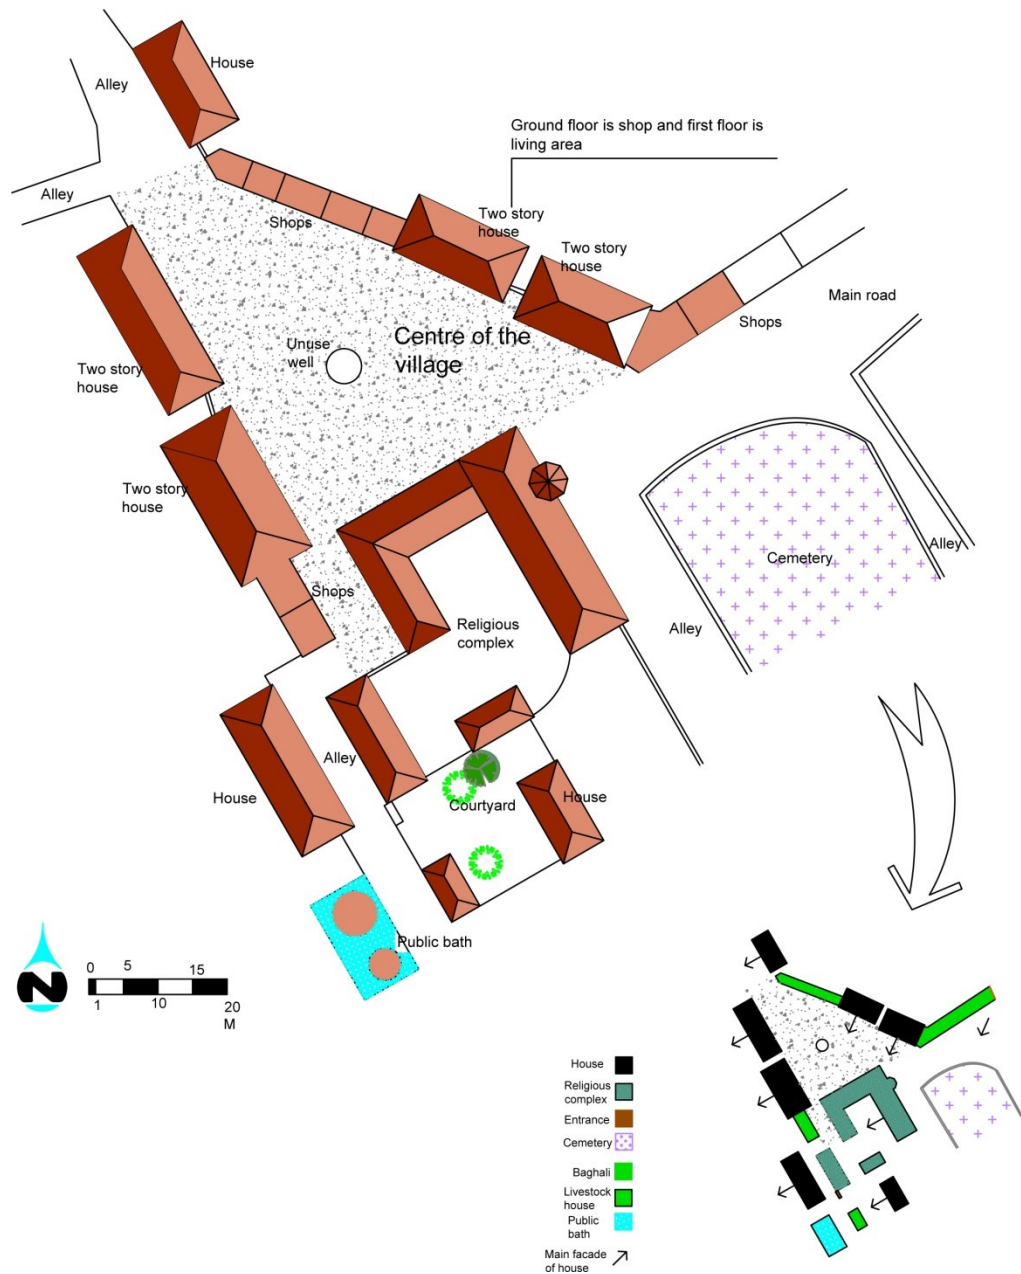 House
Alley
Ground floor is shop and first floor is
living area
Alley
Shops
Two story
house
Two story
house
Main road
Shops
Unuse
well
Centre of the
village
Two story
house
Two story
house
Cemetery
Alley
Shops
Religious
complex
Alley
Alley
House
Courtyard
House
Public bath
N
0 5 15
1 10 20
M
House
Religious
complex
Entrance
Cemetery
Baghali
Livestock
house
Public
bath
Main facade
of house